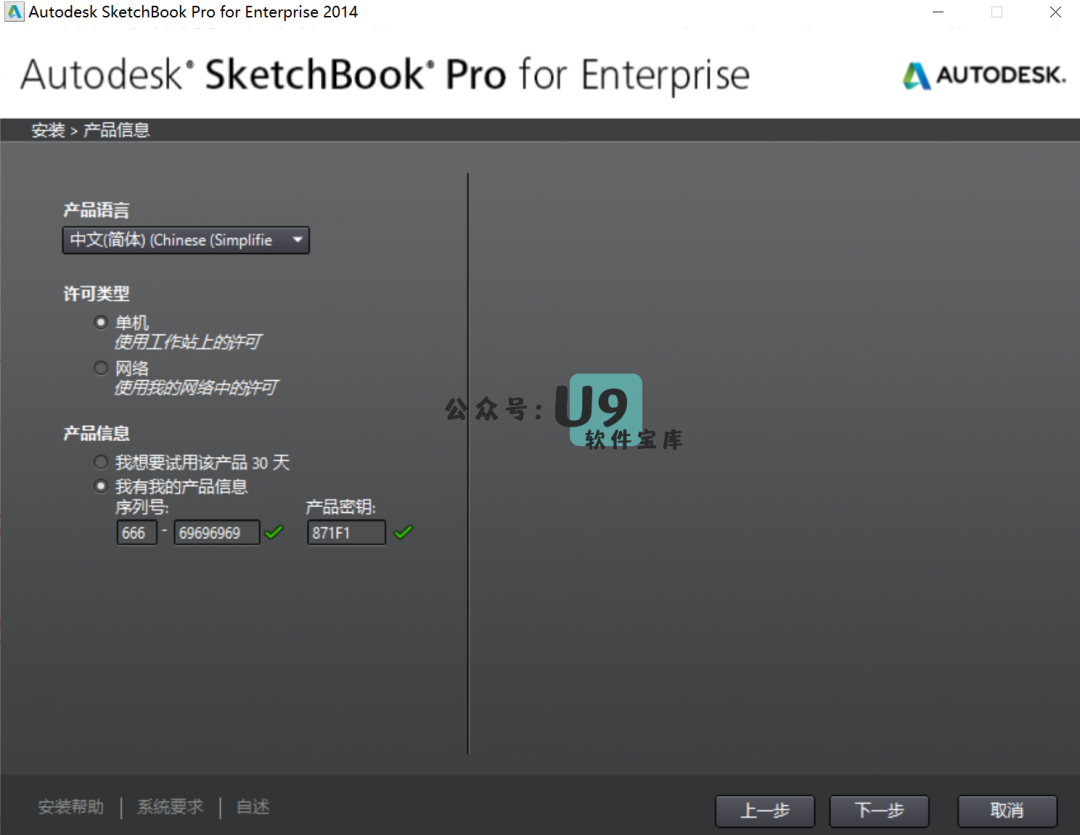 Autodesk SketchBook Pro for Enterprise 2014
Autodesk® SketchBook® Pro for Enterprise
AUTODESK.
安装 > 产品信息
产品语言
中文(简体) (Chinese (Simplifie
许可类型
单机
使用工作站上的许可
网络
使用我的网络中的许可
公众号: U9
软件宝库
产品信息
我想要试用该产品 30 天
我有我的产品信息
序列号: 产品密钥:
666 - 69696969 871F1
安装帮助 | 系统要求 | 自述
上一步 下一步 取消